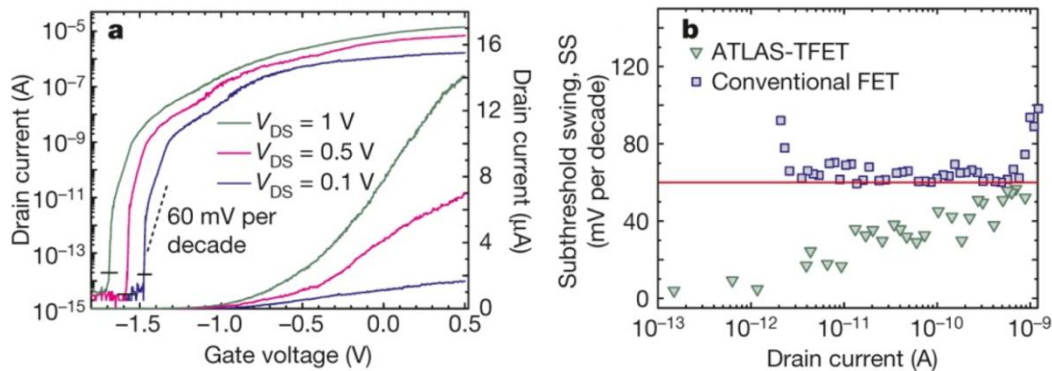 a
Drain current (A)
10⁻⁵
10⁻⁷
10⁻⁹
10⁻¹¹
10⁻¹³
10⁻¹⁵
V_DS = 1 V
V_DS = 0.5 V
V_DS = 0.1 V
60 mV per
decade
−1.5
−1.0
−0.5
0.0
0.5
Gate voltage (V)
16
12
8
4
0
Drain current (μA)
b
Subthreshold swing, SS
(mV per decade)
120
80
40
0
ATLAS-TFET
Conventional FET
10⁻¹³
10⁻¹²
10⁻¹¹
10⁻¹⁰
10⁻⁹
Drain current (A)